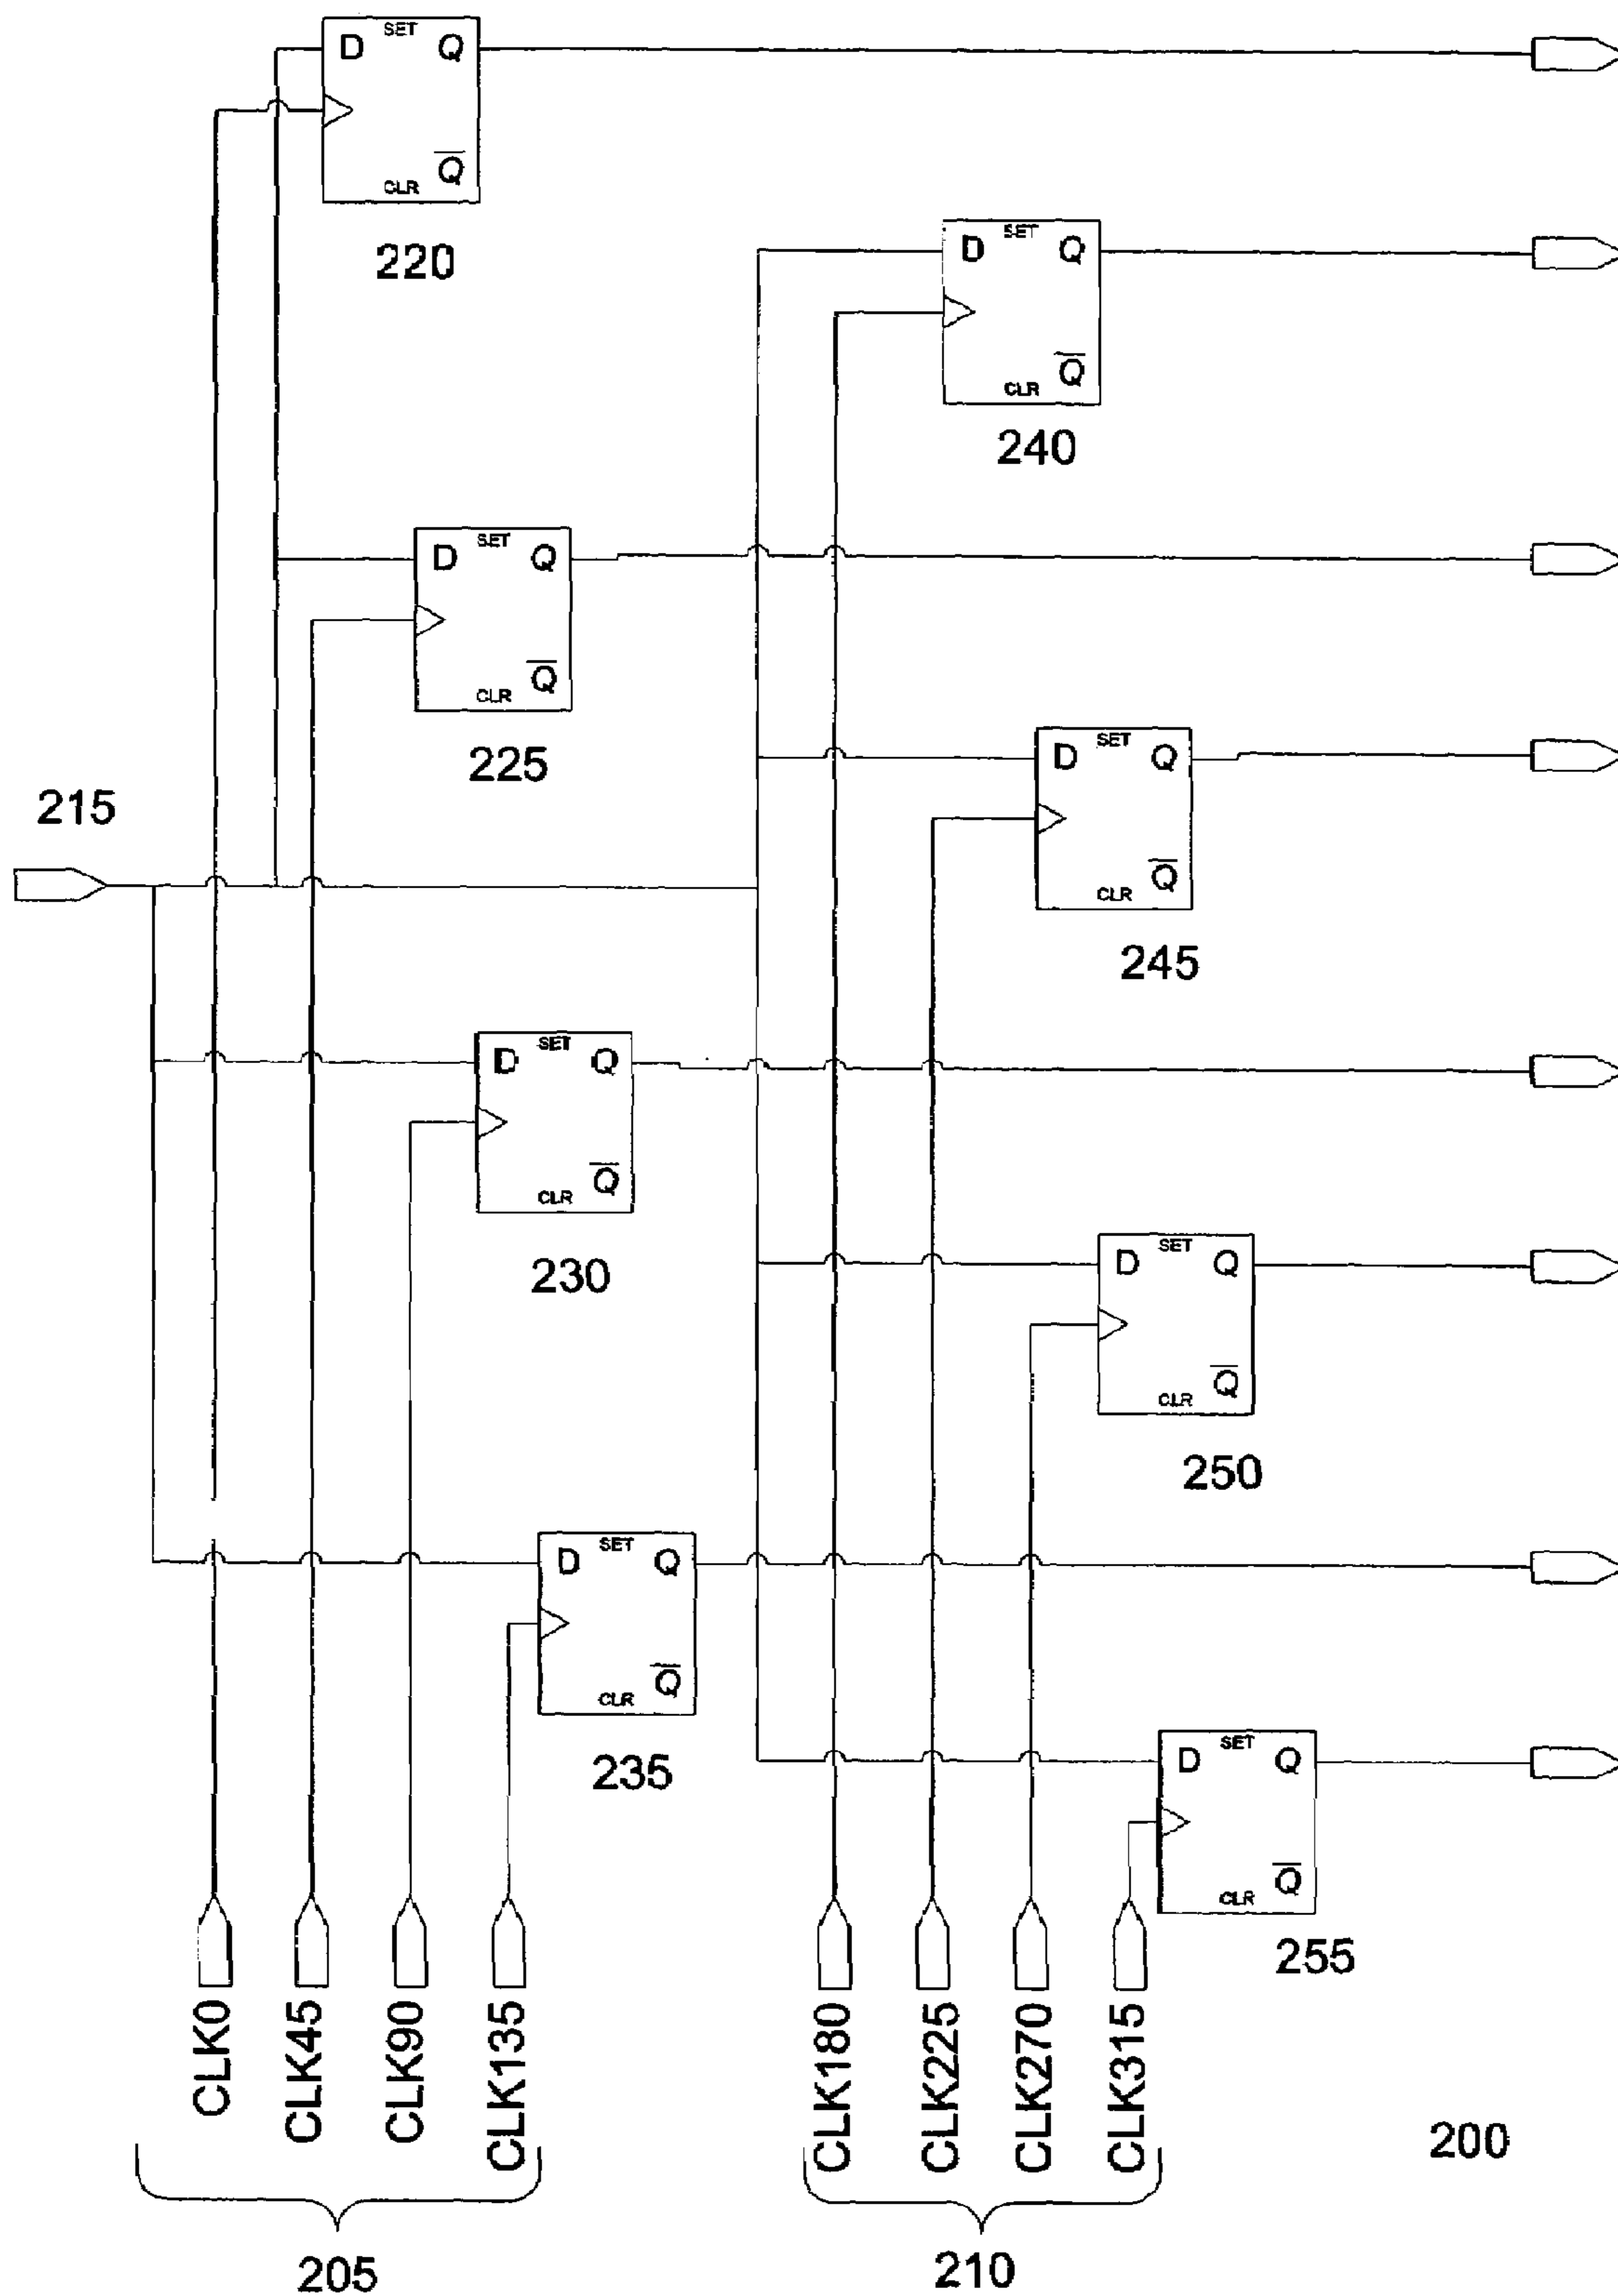 D SET Q
Q̅
CLR
220
D SET Q
Q̅
CLR
240
D SET Q
Q̅
CLR
225
D SET Q
Q̅
CLR
245
215
D SET Q
Q̅
CLR
230
D SET Q
Q̅
CLR
250
D SET Q
Q̅
CLR
235
D SET Q
Q̅
CLR
255
CLK0
CLK45
CLK90
CLK135
CLK180
CLK225
CLK270
CLK315
200
205
210